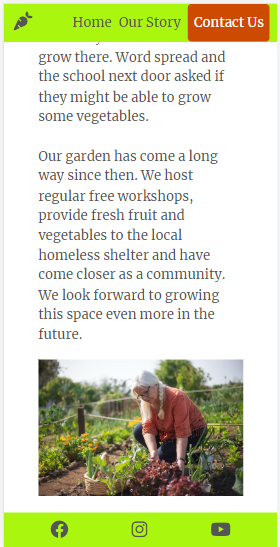 Home Our Story Contact Us
grow there. Word spread and
the school next door asked if
they might be able to grow
some vegetables.
Our garden has come a long
way since then. We host
regular free workshops,
provide fresh fruit and
vegetables to the local
homeless shelter and have
come closer as a community.
We look forward to growing
this space even more in the
future.